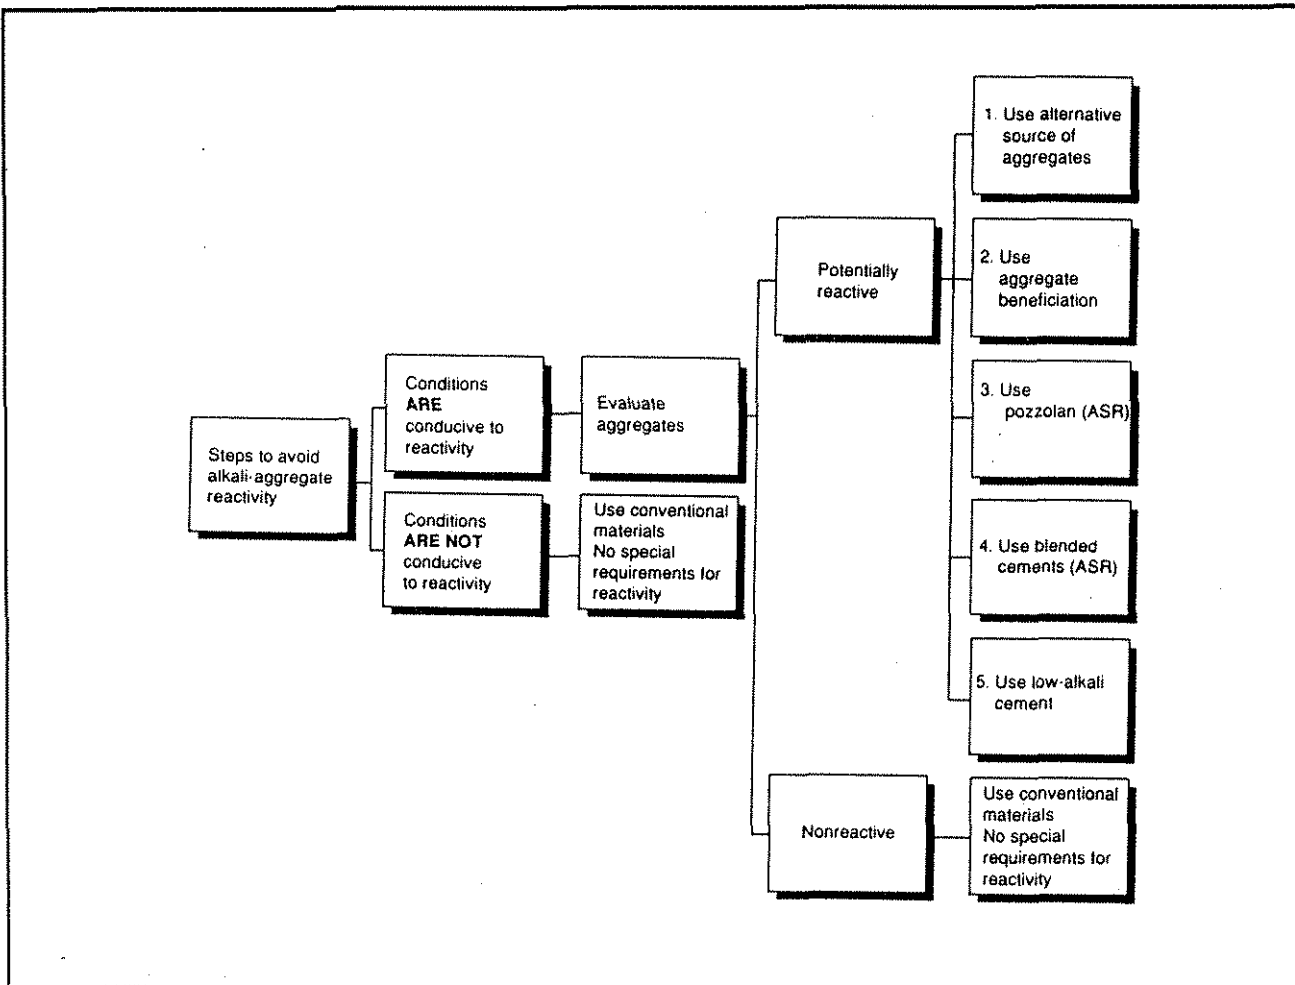 Steps to avoid
alkali-aggregate
reactivity
Conditions
ARE
conducive to
reactivity
Conditions
ARE NOT
conducive
to reactivity
Evaluate
aggregates
Use conventional
materials
No special
requirements for
reactivity
Potentially
reactive
Nonreactive
1. Use alternative
source of
aggregates
2. Use
aggregate
beneficiation
3. Use
pozzolan (ASR)
4. Use blended
cements (ASR)
5. Use low-alkali
cement
Use conventional
materials
No special
requirements for
reactivity